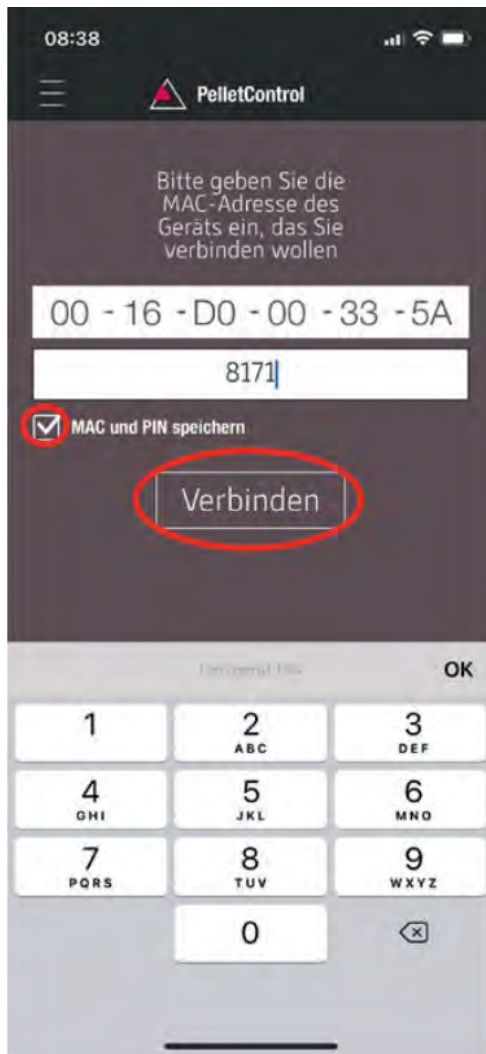 08:38
PelletControl
Bitte geben Sie die
MAC-Adresse des
Geräts ein, das Sie
verbinden wollen
00 - 16 - D0 - 00 - 33 - 5A
8171
MAC und PIN speichern
Verbinden
OK
1
2
ABC
3
DEF
4
GHI
5
JKL
6
MNO
7
PQRS
8
TUV
9
WXYZ
0